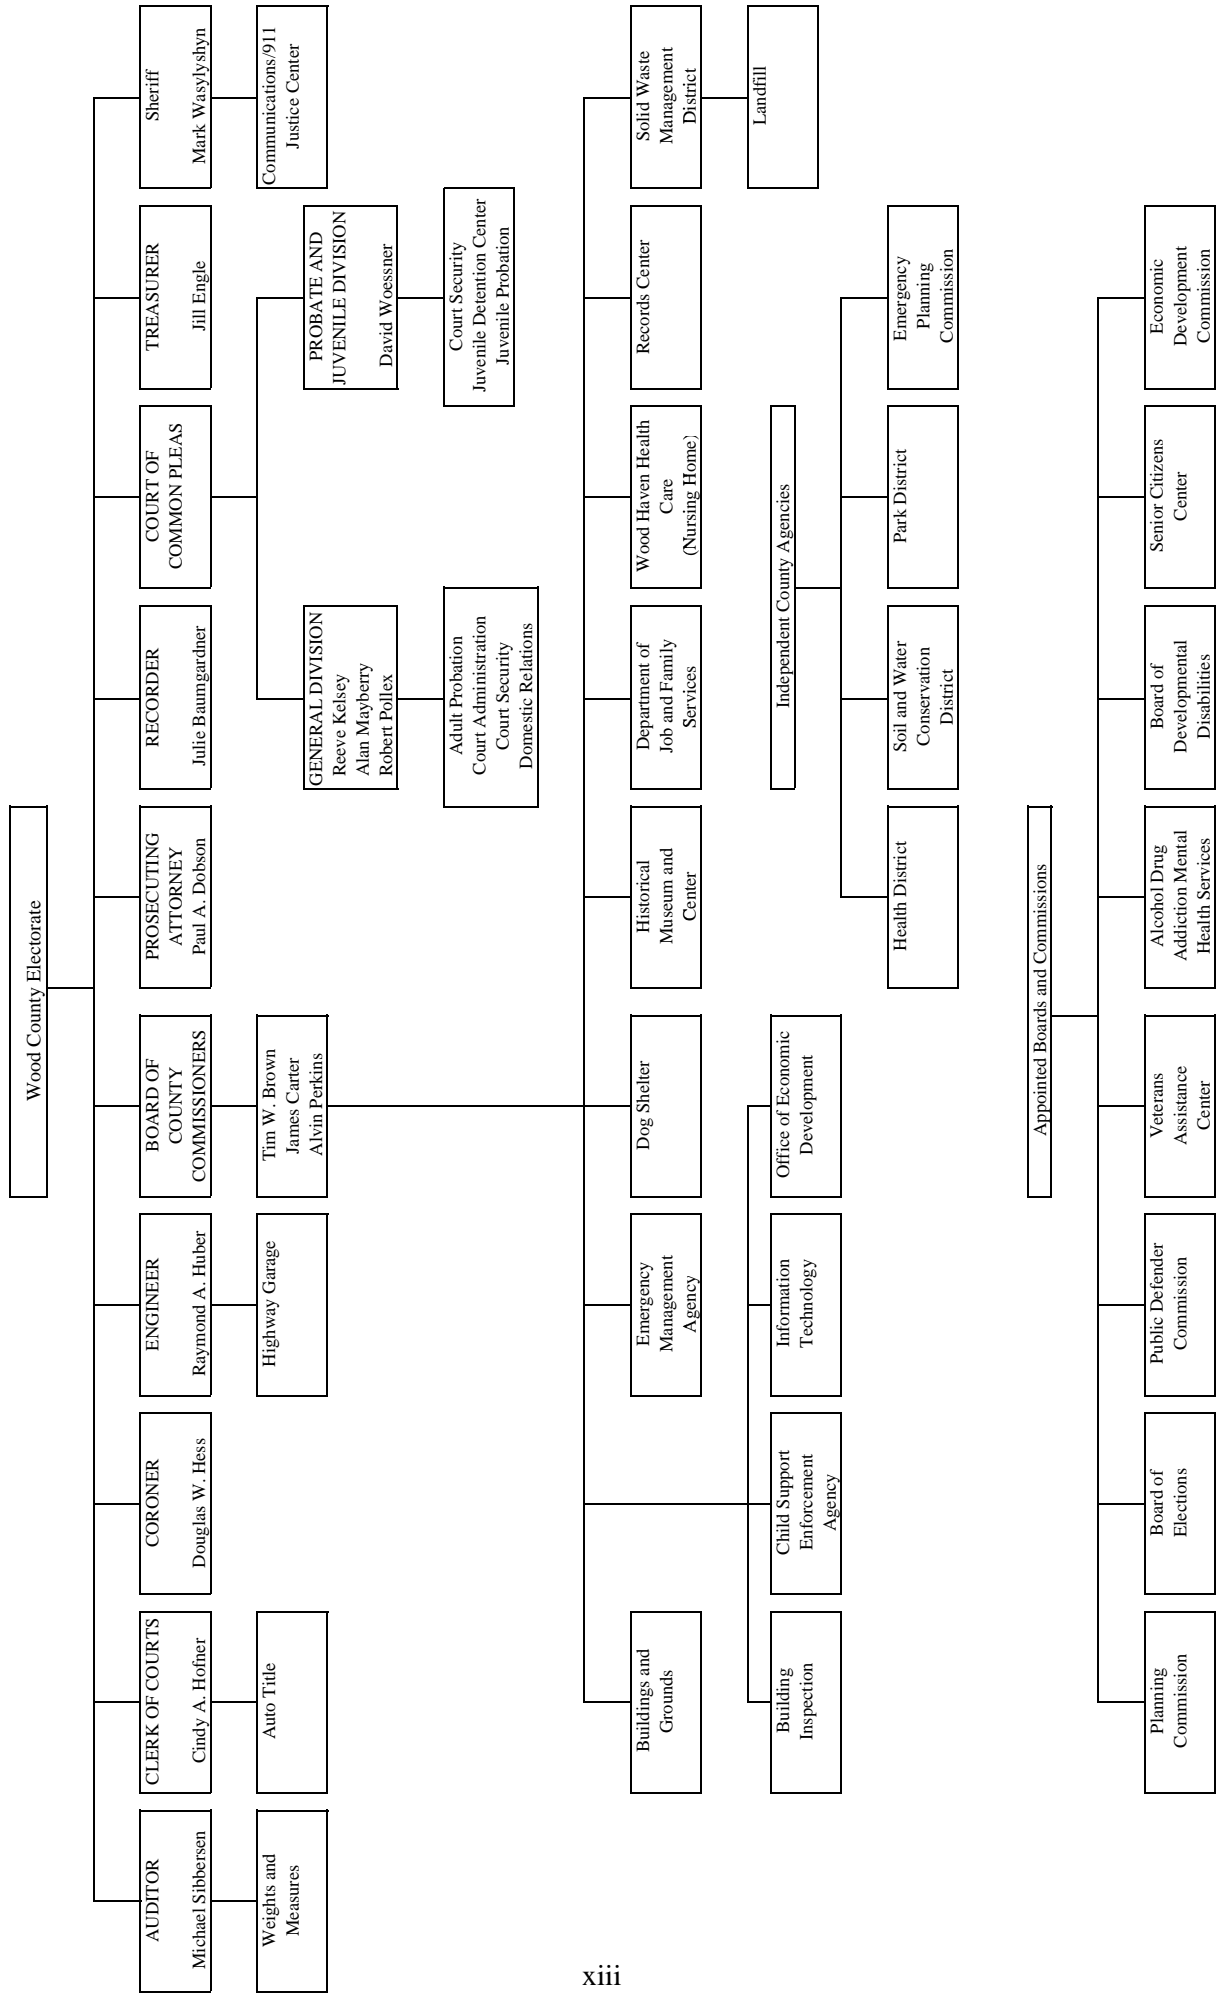 Wood County Electorate
AUDITOR
Michael Sibbersen
CLERK OF COURTS
Cindy A. Hofner
CORONER
Douglas W. Hess
ENGINEER
Raymond A. Huber
BOARD OF
COUNTY
COMMISSIONERS
PROSECUTING
ATTORNEY
Paul A. Dobson
RECORDER
Julie Baumgardner
COURT OF
COMMON PLEAS
TREASURER
Jill Engle
Sheriff
Mark Wasylyshyn
Weights and
Measures
Auto Title
Highway Garage
Tim W. Brown
James Carter
Alvin Perkins
Communications/911
Justice Center
GENERAL DIVISION
Reeve Kelsey
Alan Mayberry
Robert Pollex
PROBATE AND
JUVENILE DIVISION
David Woessner
Adult Probation
Court Administration
Court Security
Domestic Relations
Court Security
Juvenile Detention Center
Juvenile Probation
Buildings and
Grounds
Emergency
Management
Agency
Dog Shelter
Historical
Museum and
Center
Department of
Job and Family
Services
Wood Haven Health
Care
(Nursing Home)
Records Center
Solid Waste
Management
District
Landfill
Building
Inspection
Child Support
Enforcement
Agency
Information
Technology
Office of Economic
Development
Independent County Agencies
Health District
Soil and Water
Conservation
District
Park District
Emergency
Planning
Commission
Appointed Boards and Commissions
Planning
Commission
Board of
Elections
Public Defender
Commission
Veterans
Assistance
Center
Alcohol Drug
Addiction Mental
Health Services
Board of
Developmental
Disabilities
Senior Citizens
Center
Economic
Development
Commission
xiii